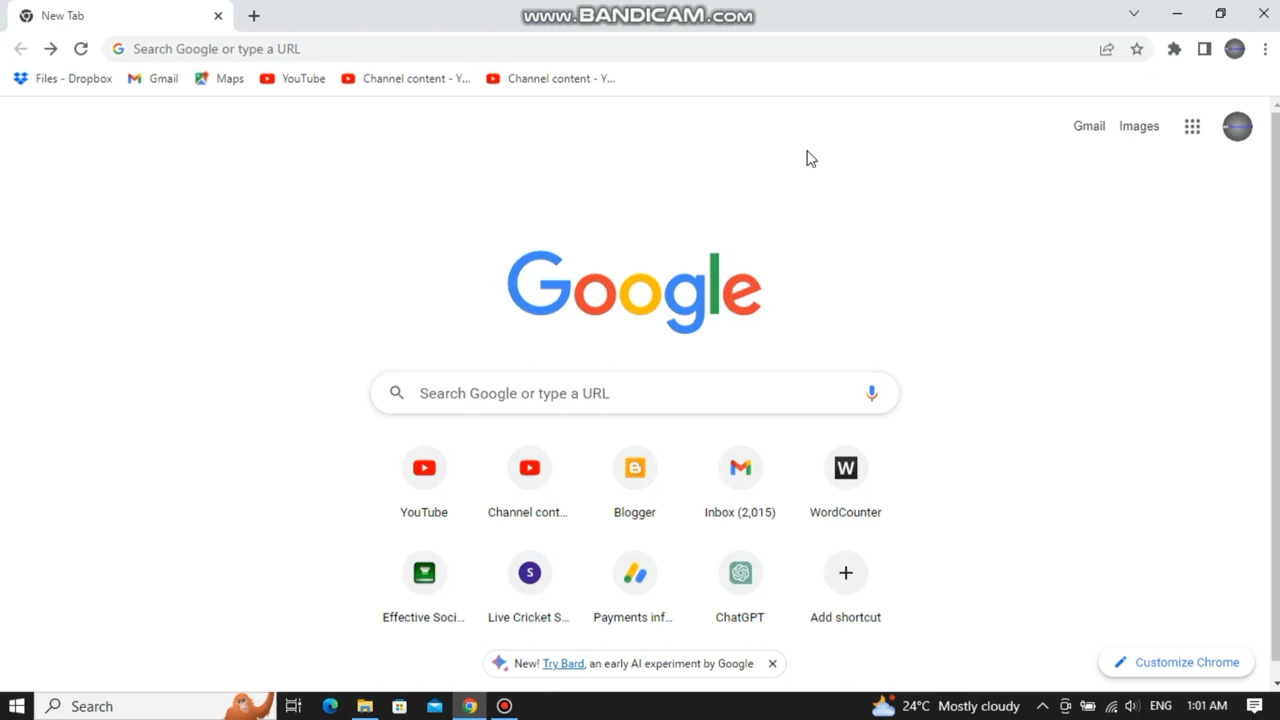 New Tab
www.BANDICAM.com
Search Google or type a URL
Files - Dropbox
Gmail
Maps
YouTube
Channel content - Y...
Channel content - Y...
Gmail
Images
Google
Search Google or type a URL
W
YouTube
Channel cont...
Blogger
Inbox (2,015)
WordCounter
S
Effective Soci...
Live Cricket S...
Payments inf...
ChatGPT
Add shortcut
New! Try Bard, an early AI experiment by Google
Customize Chrome
Search
24°C Mostly cloudy
ENG
1:01 AM